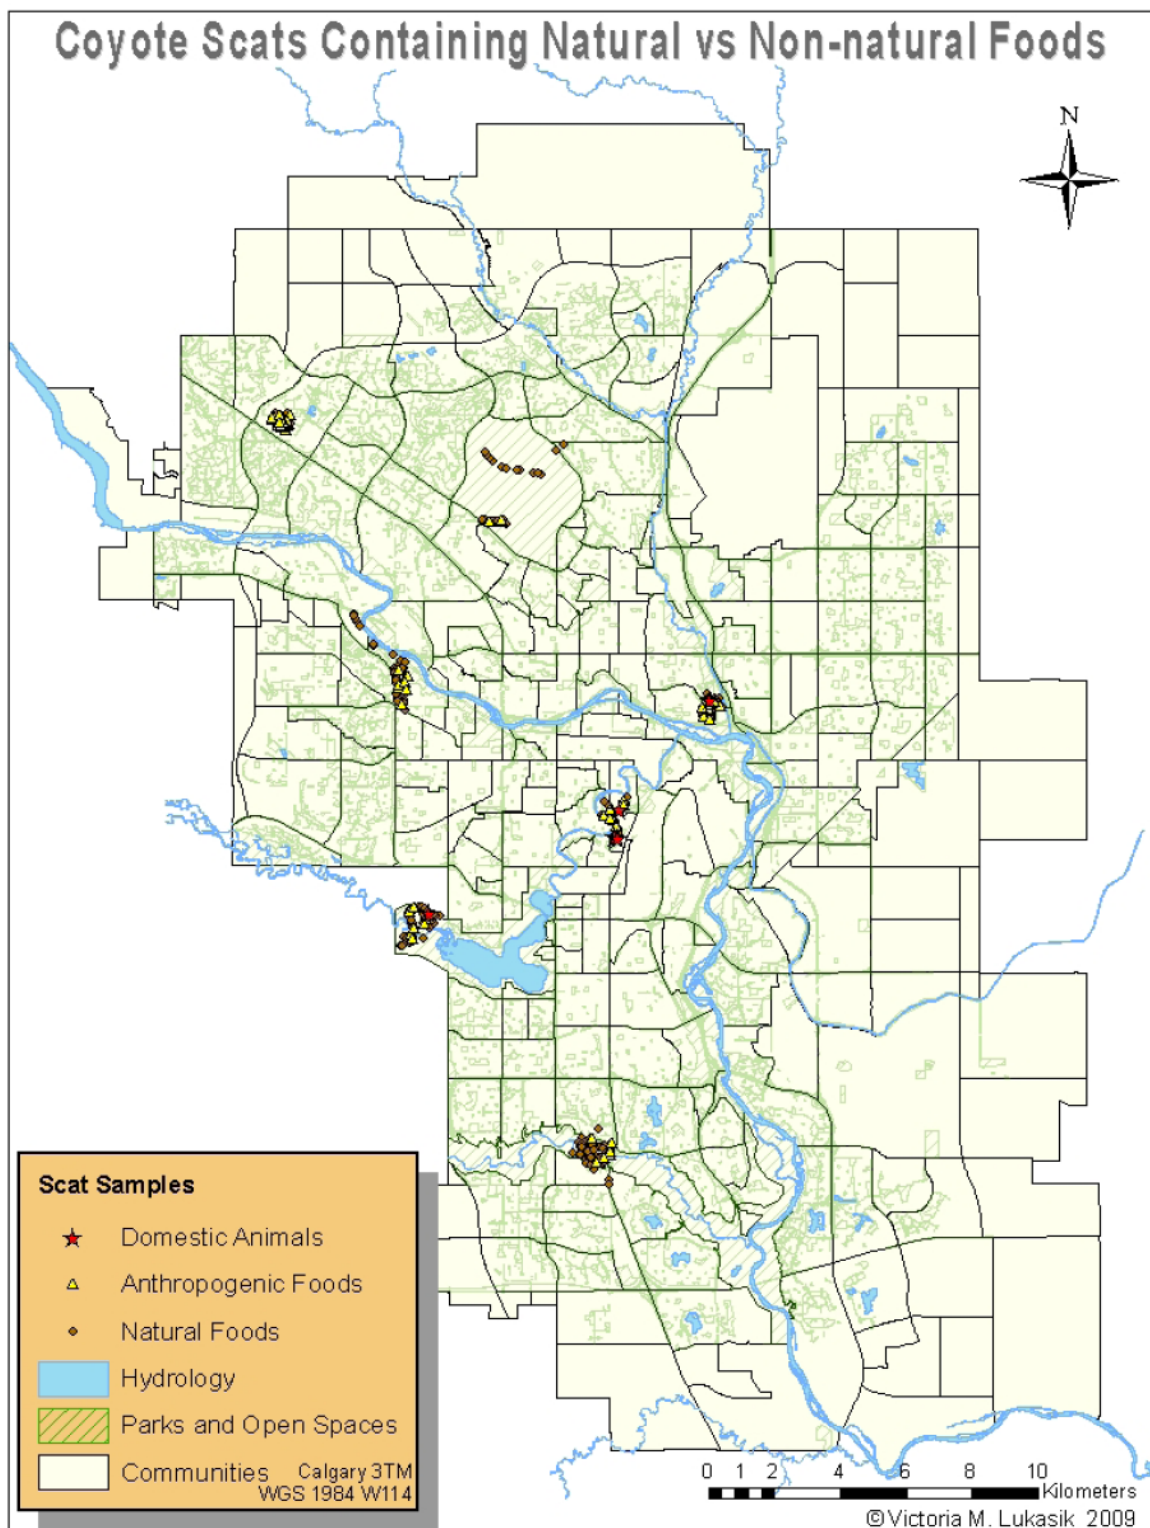 Coyote Scats Containing Natural vs Non-natural Foods
N
Scat Samples
Domestic Animals
Anthropogenic Foods
Natural Foods
Hydrology
Parks and Open Spaces
Communities
Calgary 3TM
WGS 1984 W114
0 1 2 4 6 8 10
Kilometers
©Victoria M. Lukasik 2009